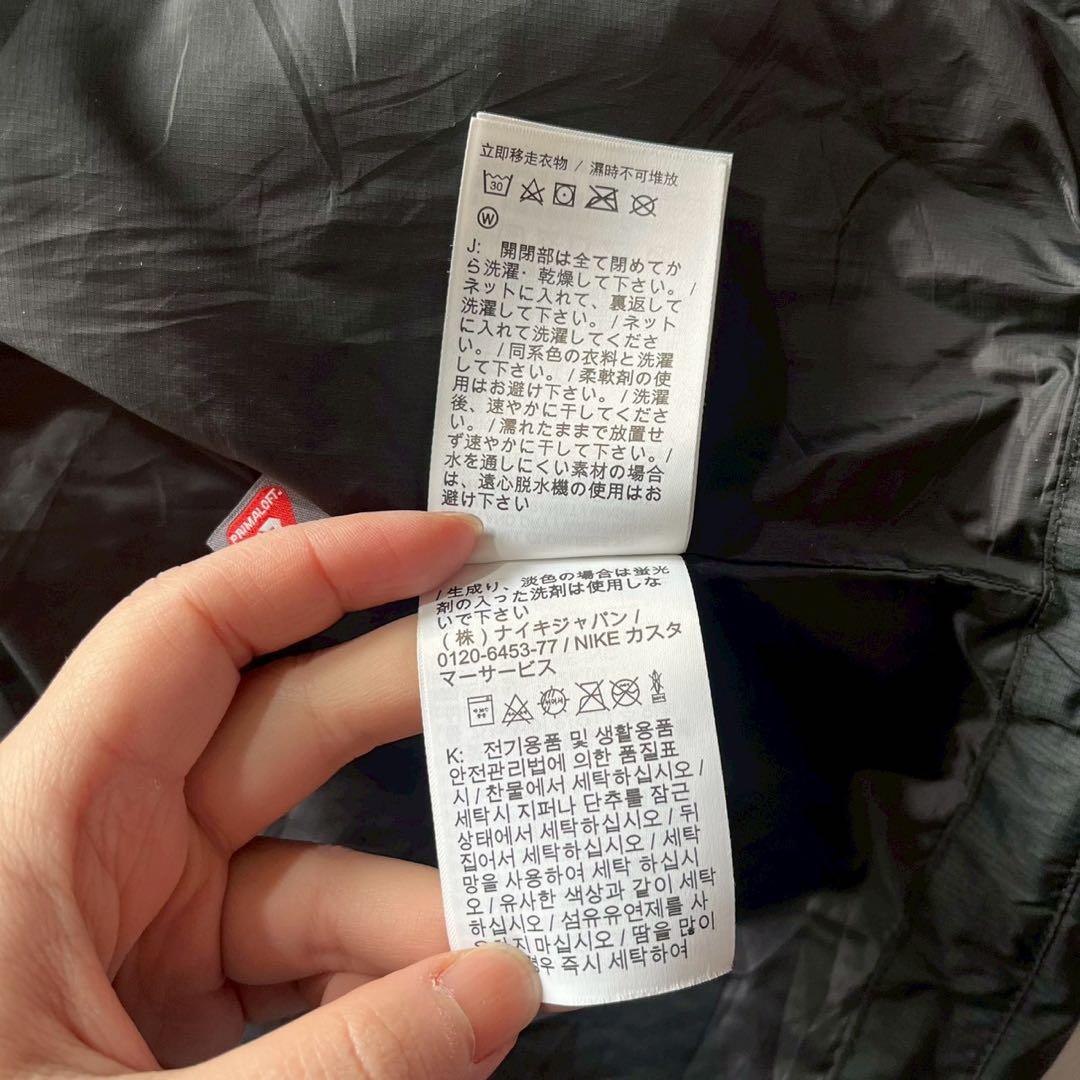 立即移走衣物 / 濕時不可堆放
30
W
J: 開閉部は全て閉めてか
ら洗濯・乾燥して下さい。/
ネットに入れて、裏返して
洗濯して下さい。/ネット
に入れて洗濯してくださ
い。/同系色の衣料と洗濯
して下さい。/柔軟剤の使
用はお避け下さい。/洗濯
後、速やかに干してくださ
い。/濡れたままで放置せ
ず速やかに干して下さい。/
水を通しにくい素材の場合
は、遠心脱水機の使用はお
避け下さい
PRIMALOFT
/生成り、淡色の場合は蛍光
剤の入った洗剤は使用しな
いで下さい
(株)ナイキジャパン/
0120-6453-77 / NIKE カスタ
マーサービス
K: 전기용품 및 생활용품
안전관리법에 의한 품질표
시 / 찬물에서 세탁하십시오 /
세탁시 지퍼나 단추를 잠근
상태에서 세탁하십시오 / 뒤
집어서 세탁하십시오 / 세탁
망을 사용하여 세탁 하십시
오 / 유사한 색상과 같이 세탁
하십시오 / 섬유유연제를 사
마십시오 / 땀을 많이
즉시 세탁하여